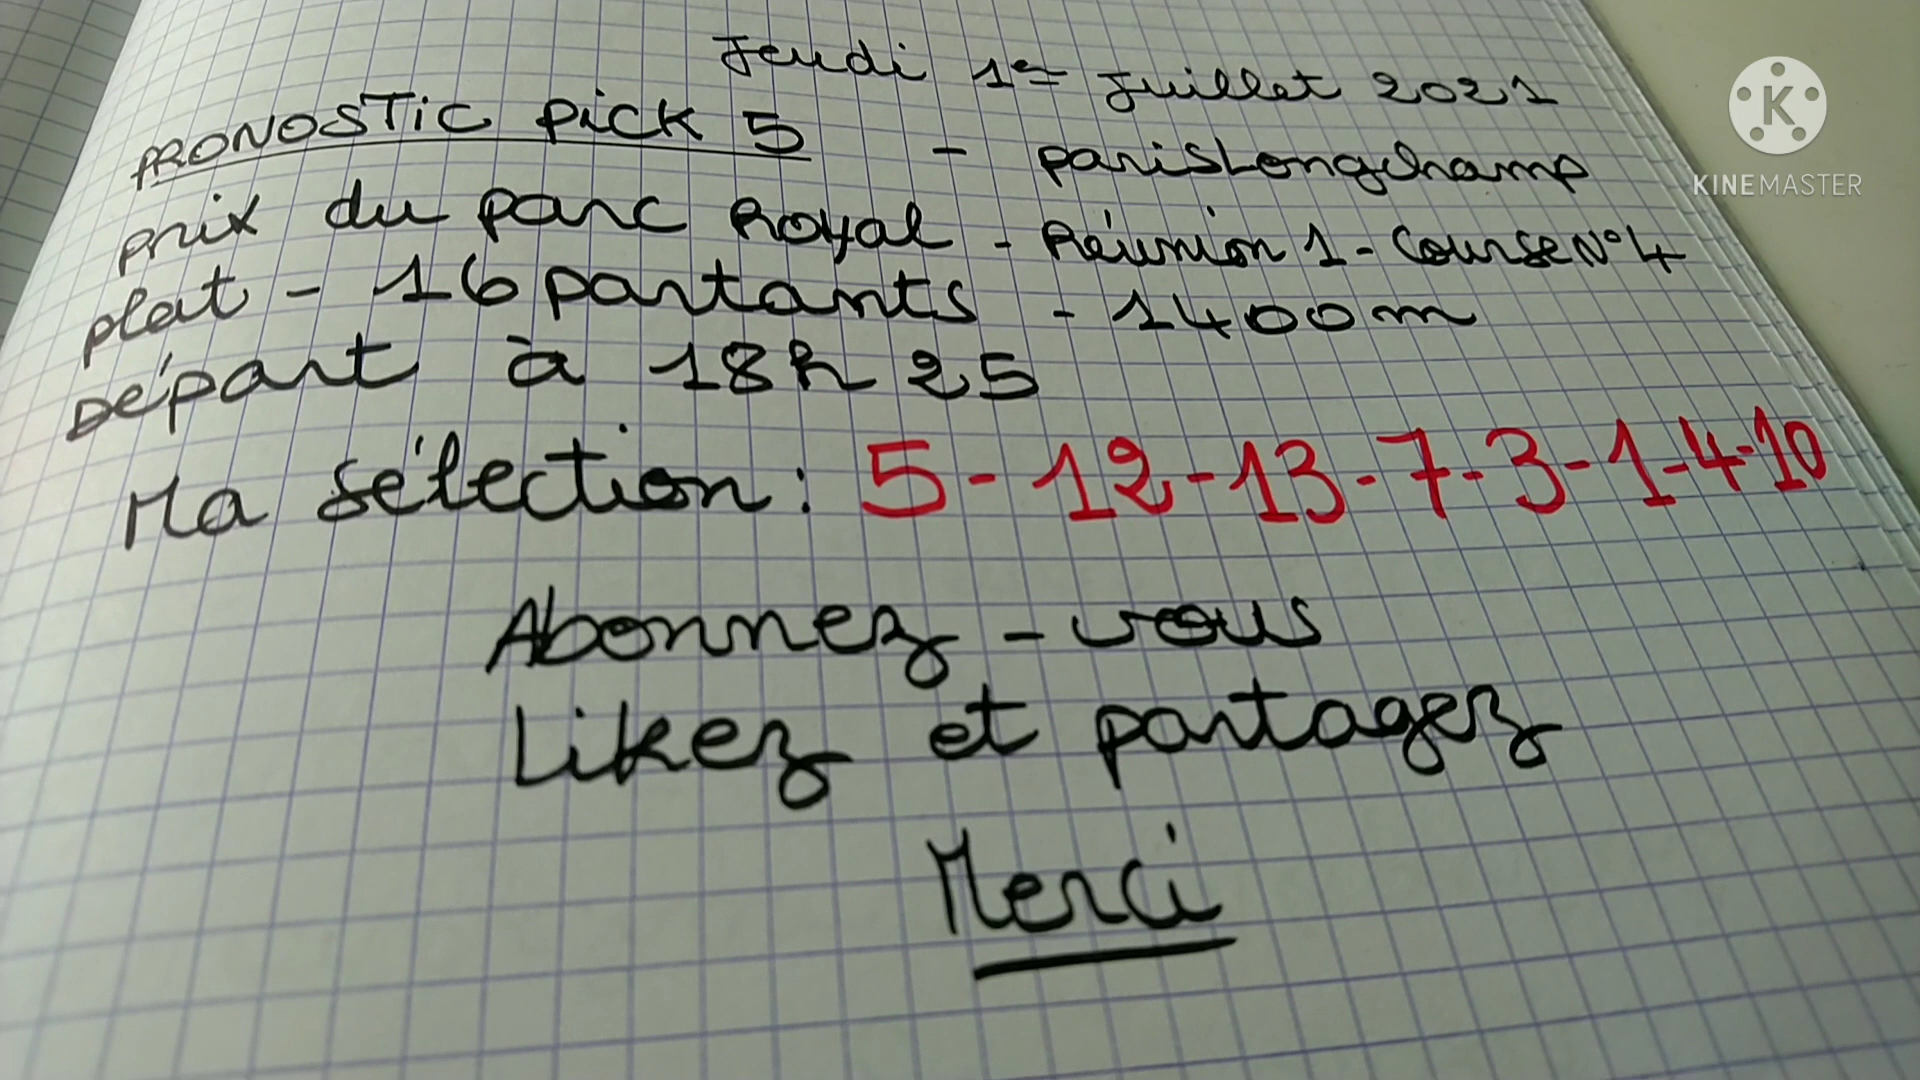 Jeudi 1er Juillet 2021
PRONOSTIC PICK 5 - ParisLongchamp
Prix du parc Royal - Réunion 1 - Course N°4
plat - 16 partants - 1400m
Départ à 18h25
Ma sélection : 5-12-13-7-3-1-4-10
Abonnez-vous
Likez et partagez
Merci
K
KINEMASTER